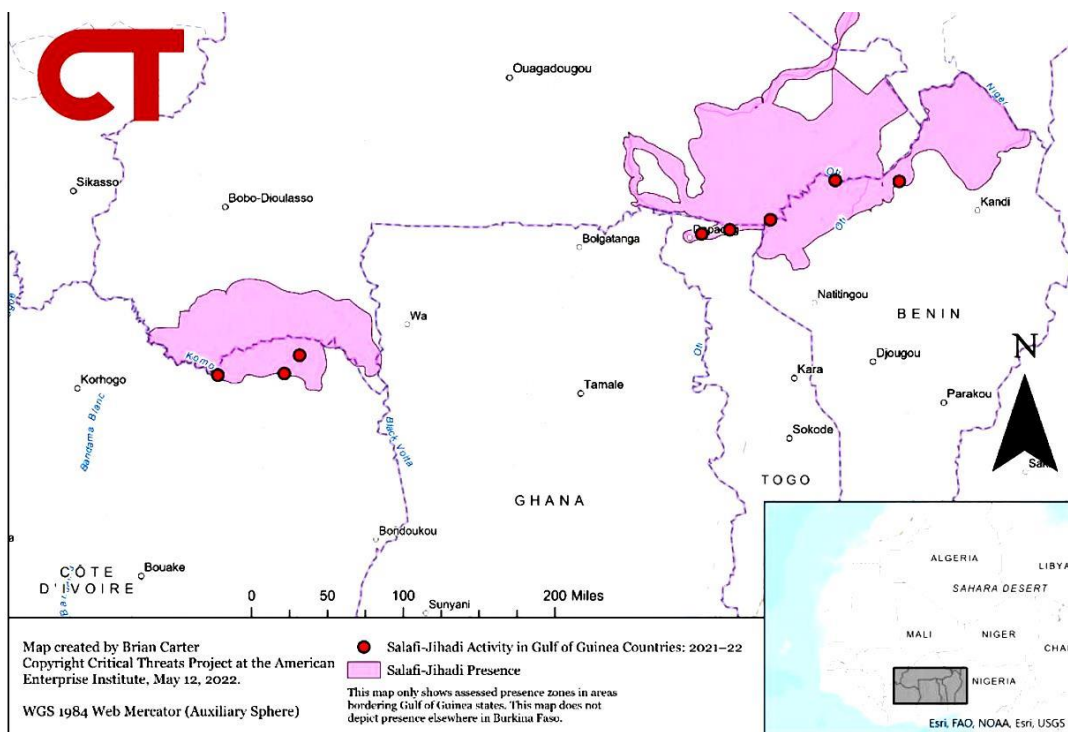 CT
Ouagadougou
Niger
Sikasso
Bobo-Dioulasso
Oti
Kandi
Oti
Bolgatanga
Natitingou
BENIN
Wa
Komo
Djougou
N
Korhogo
Kara
Tamale
Parakou
Bandama Blanc
Black Volta
Oti
Sokode
TOGO
GHANA
Bondoukou
CÔTE
D'IVOIRE
Bouake
0 50 100 200 Miles
Sunyani
Map created by Brian Carter
Copyright Critical Threats Project at the American
Enterprise Institute, May 12, 2022.
WGS 1984 Web Mercator (Auxiliary Sphere)
Salafi-Jihadi Activity in Gulf of Guinea Countries: 2021–22
Salafi-Jihadi Presence
This map only shows assessed presence zones in areas
bordering Gulf of Guinea states. This map does not
depict presence elsewhere in Burkina Faso.
ALGERIA
LIBYA
SAHARA DESERT
MALI
NIGER
CHA
NIGERIA
Esri, FAO, NOAA, Esri, USGS